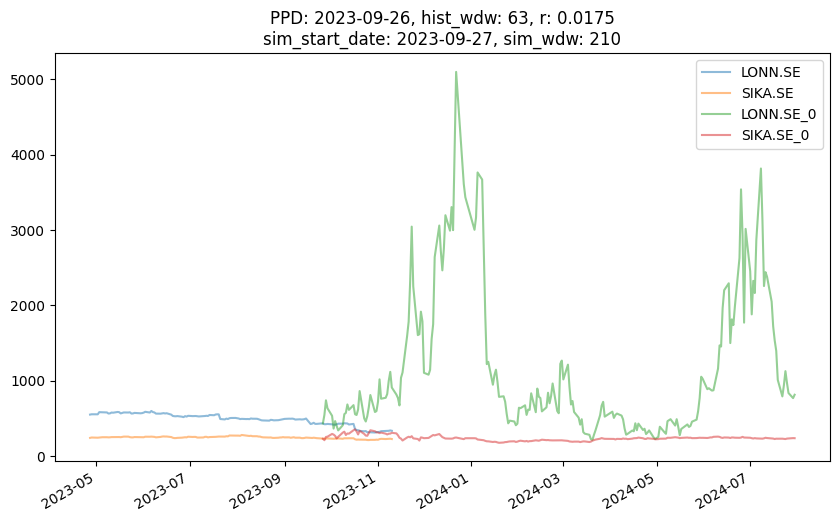 PPD: 2023-09-26, hist_wdw: 63, r: 0.0175
sim_start_date: 2023-09-27, sim_wdw: 210
5000
4000
3000
2000
1000
0
LONN.SE
SIKA.SE
LONN.SE_0
SIKA.SE_0
2023-05
2023-07
2023-09
2023-11
2024-01
2024-03
2024-05
2024-07